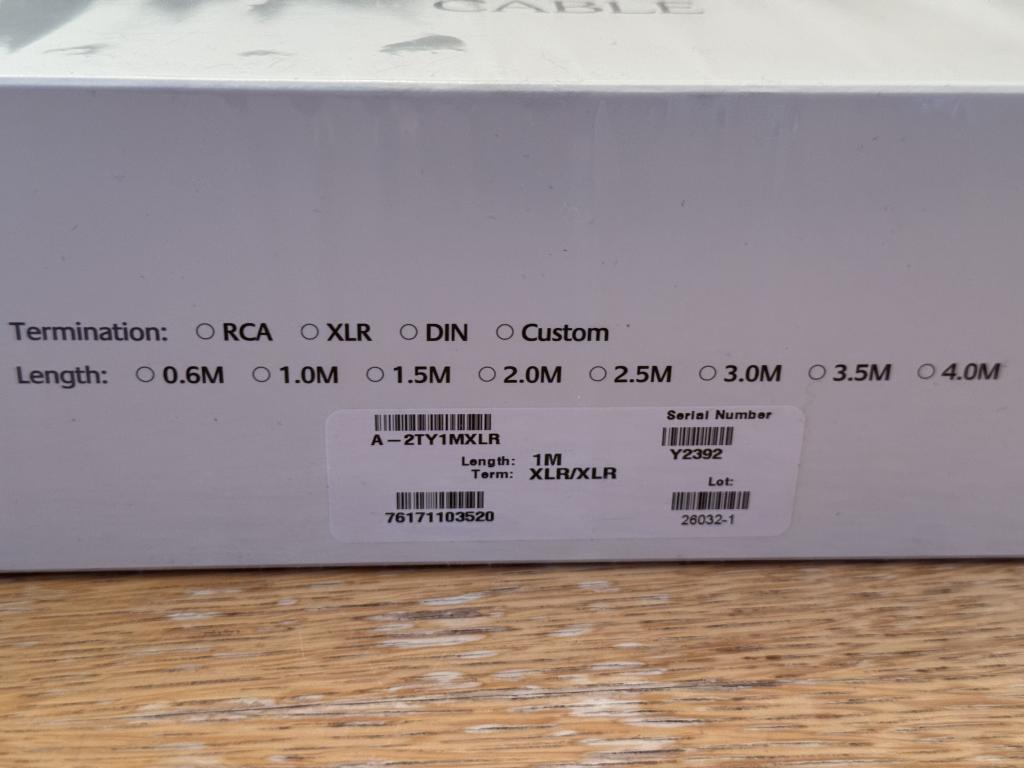 CABLE
Termination: ○ RCA ○ XLR ○ DIN ○ Custom
Length: ○ 0.6M ○ 1.0M ○ 1.5M ○ 2.0M ○ 2.5M ○ 3.0M ○ 3.5M ○ 4.0M
A-2TY1MXLR
Length: 1M
Term: XLR/XLR
76171103520
Serial Number
Y2392
Lot:
26032-1